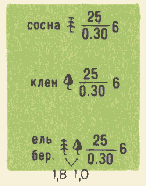 сосна 25/0.30 6
клен 25/0.30 6
ель
бер. 25/0.30 6
1,8 1,0